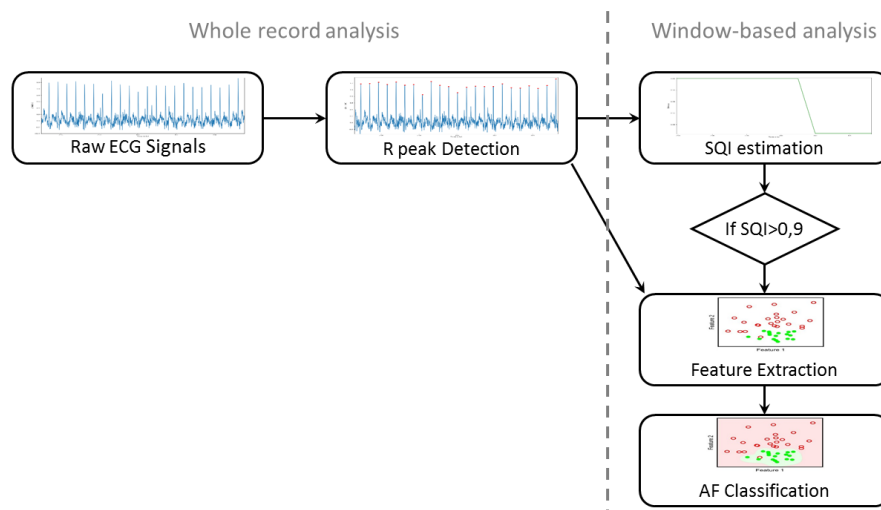 Whole record analysis
Window-based analysis
Raw ECG Signals
R peak Detection
SQI estimation
If SQI>0,9
Feature 2
Feature 1
Feature Extraction
Feature 2
Feature 1
AF Classification